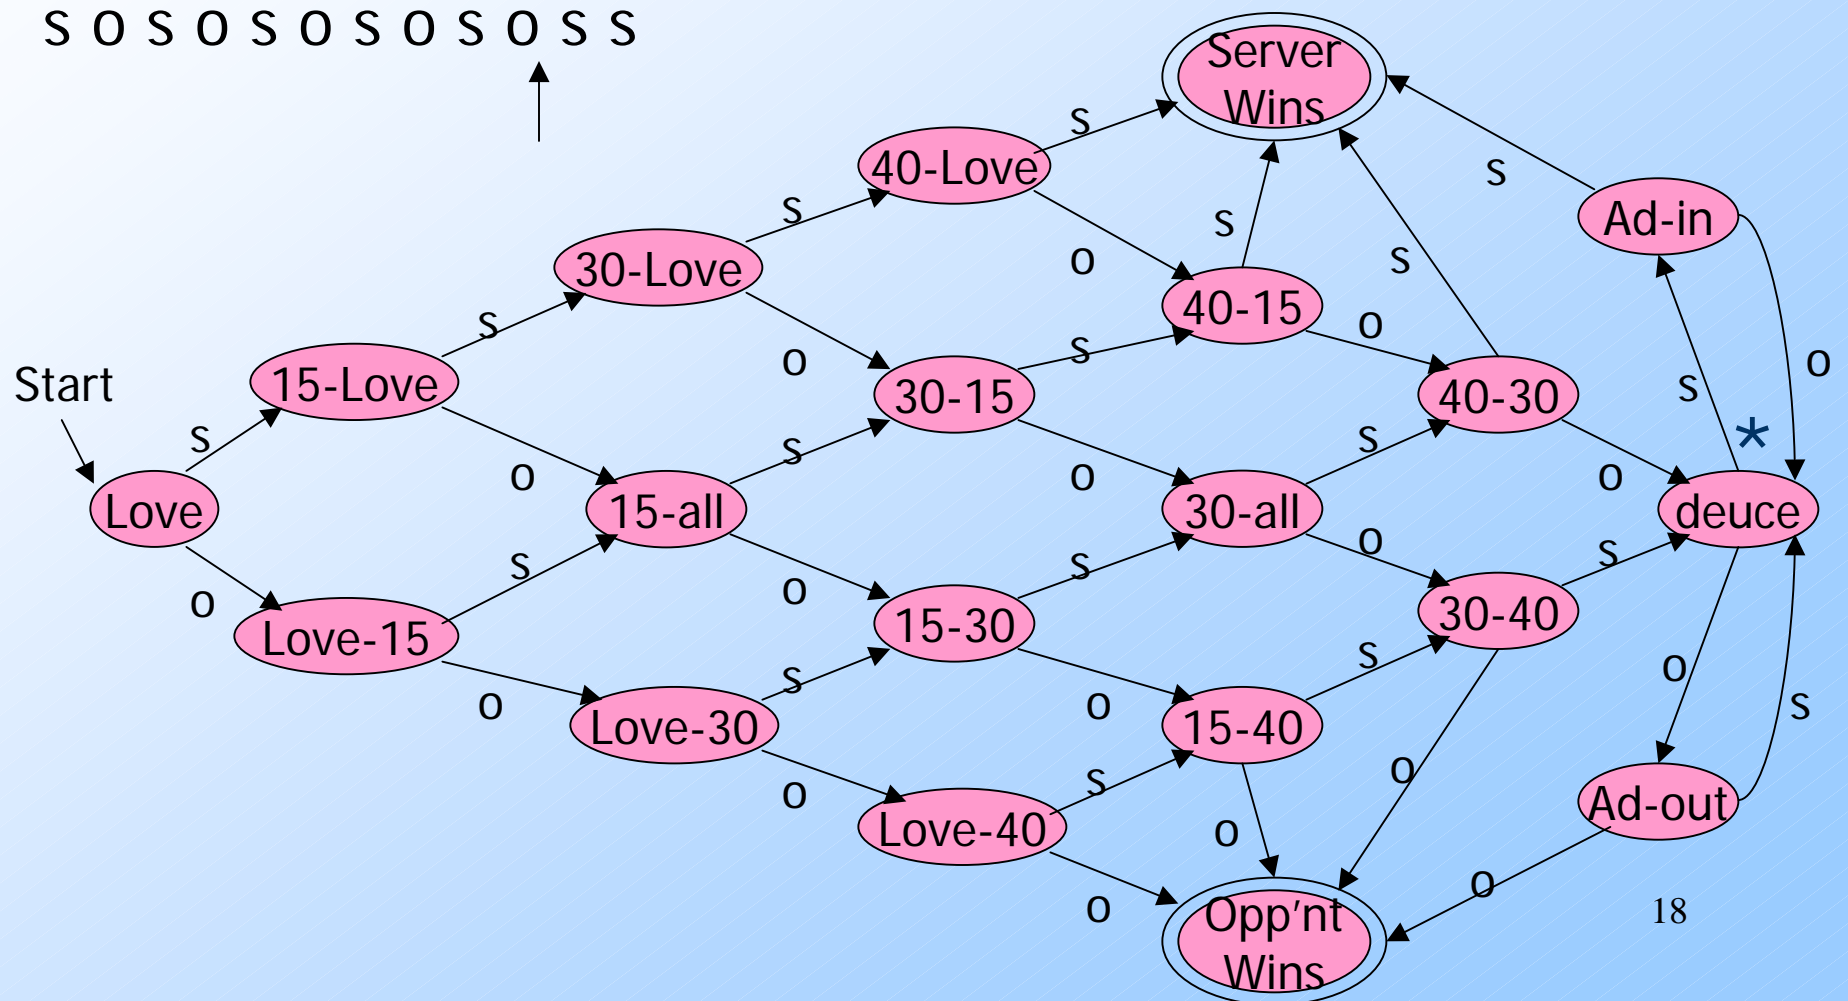 s o s o s o s o s o s s
Server
Wins
s
40-Love
s
s
Ad-in
s
30-Love
o
s
40-15
s
s
o
o
o
Start
15-Love
30-15
s
40-30
s
*
s
o
s
o
s
o
Love
15-all
30-all
deuce
o
s
s
s
o
o
15-30
30-40
Love-15
s
s
o
o
o
s
Love-30
15-40
s
o
s
o
Love-40
o
Ad-out
o
o
Opp'nt
Wins
18